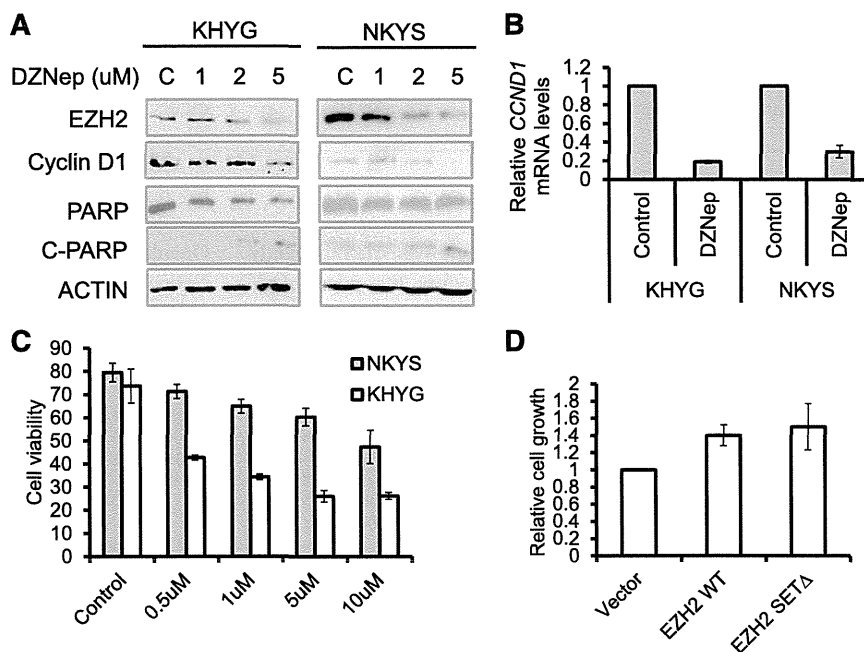 A
KHYG NKYS
DZNep (uM) C 1 2 5 C 1 2 5
EZH2
Cyclin D1
PARP
C-PARP
ACTIN
B
Relative CCND1
mRNA levels
1.2
1
0.8
0.6
0.4
0.2
0
Control
DZNep
Control
DZNep
KHYG NKYS
C
Cell viability
90
80
70
60
50
40
30
20
10
0
NKYS
KHYG
Control
0.5uM
1uM
5uM
10uM
D
Relative cell growth
2
1.8
1.6
1.4
1.2
1
0.8
0.6
0.4
0.2
0
Vector
EZH2 WT
EZH2 SETΔ